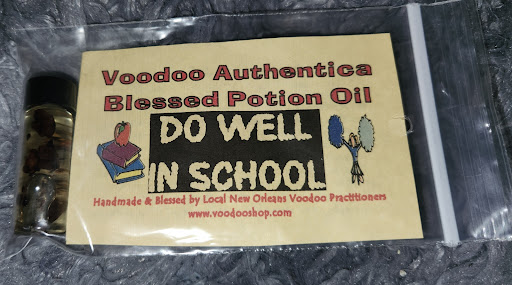 Voodoo Authentica
Blessed Potion Oil
DO WELL
IN SCHOOL
Handmade & Blessed by Local New Orleans Voodoo Practitioners
www.voodooshop.com